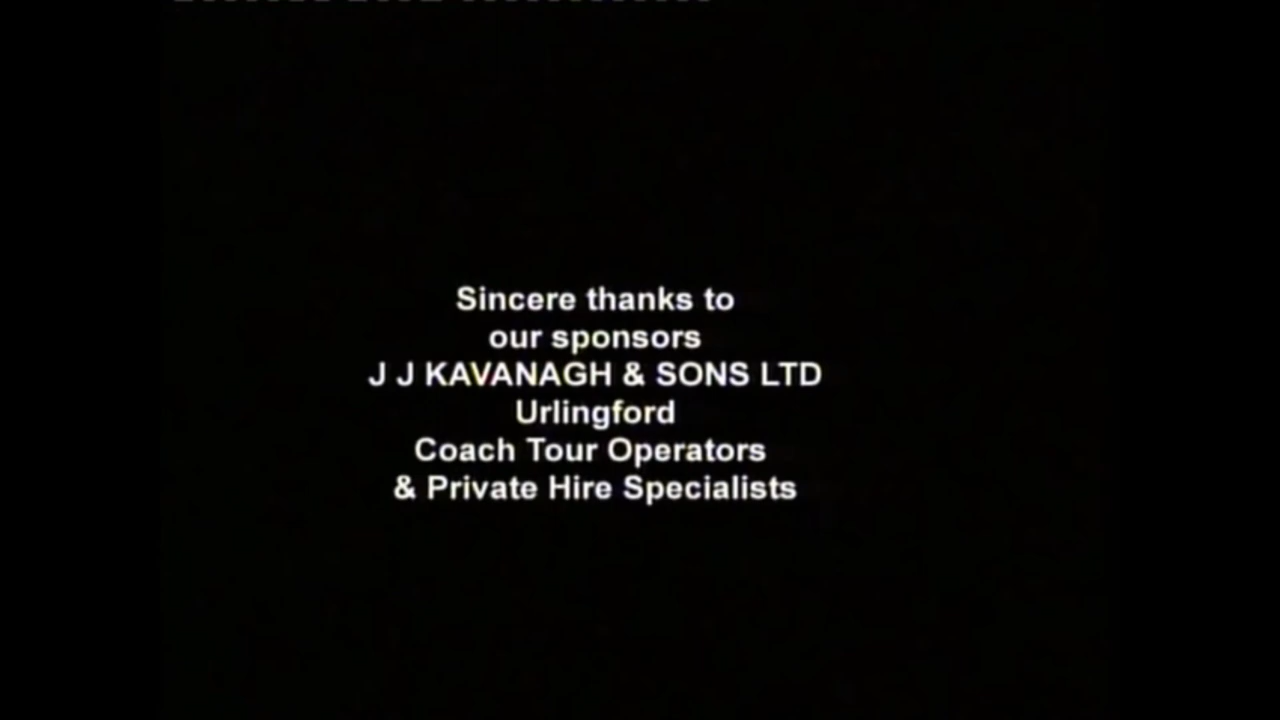 Sincere thanks to
our sponsors
J J KAVANAGH & SONS LTD
Urlingford
Coach Tour Operators
& Private Hire Specialists